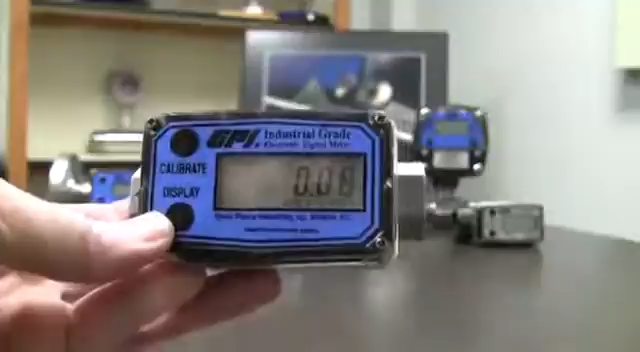 GPI. Industrial Grade
Electronic Digital Meter
CALIBRATE
DISPLAY
0.00